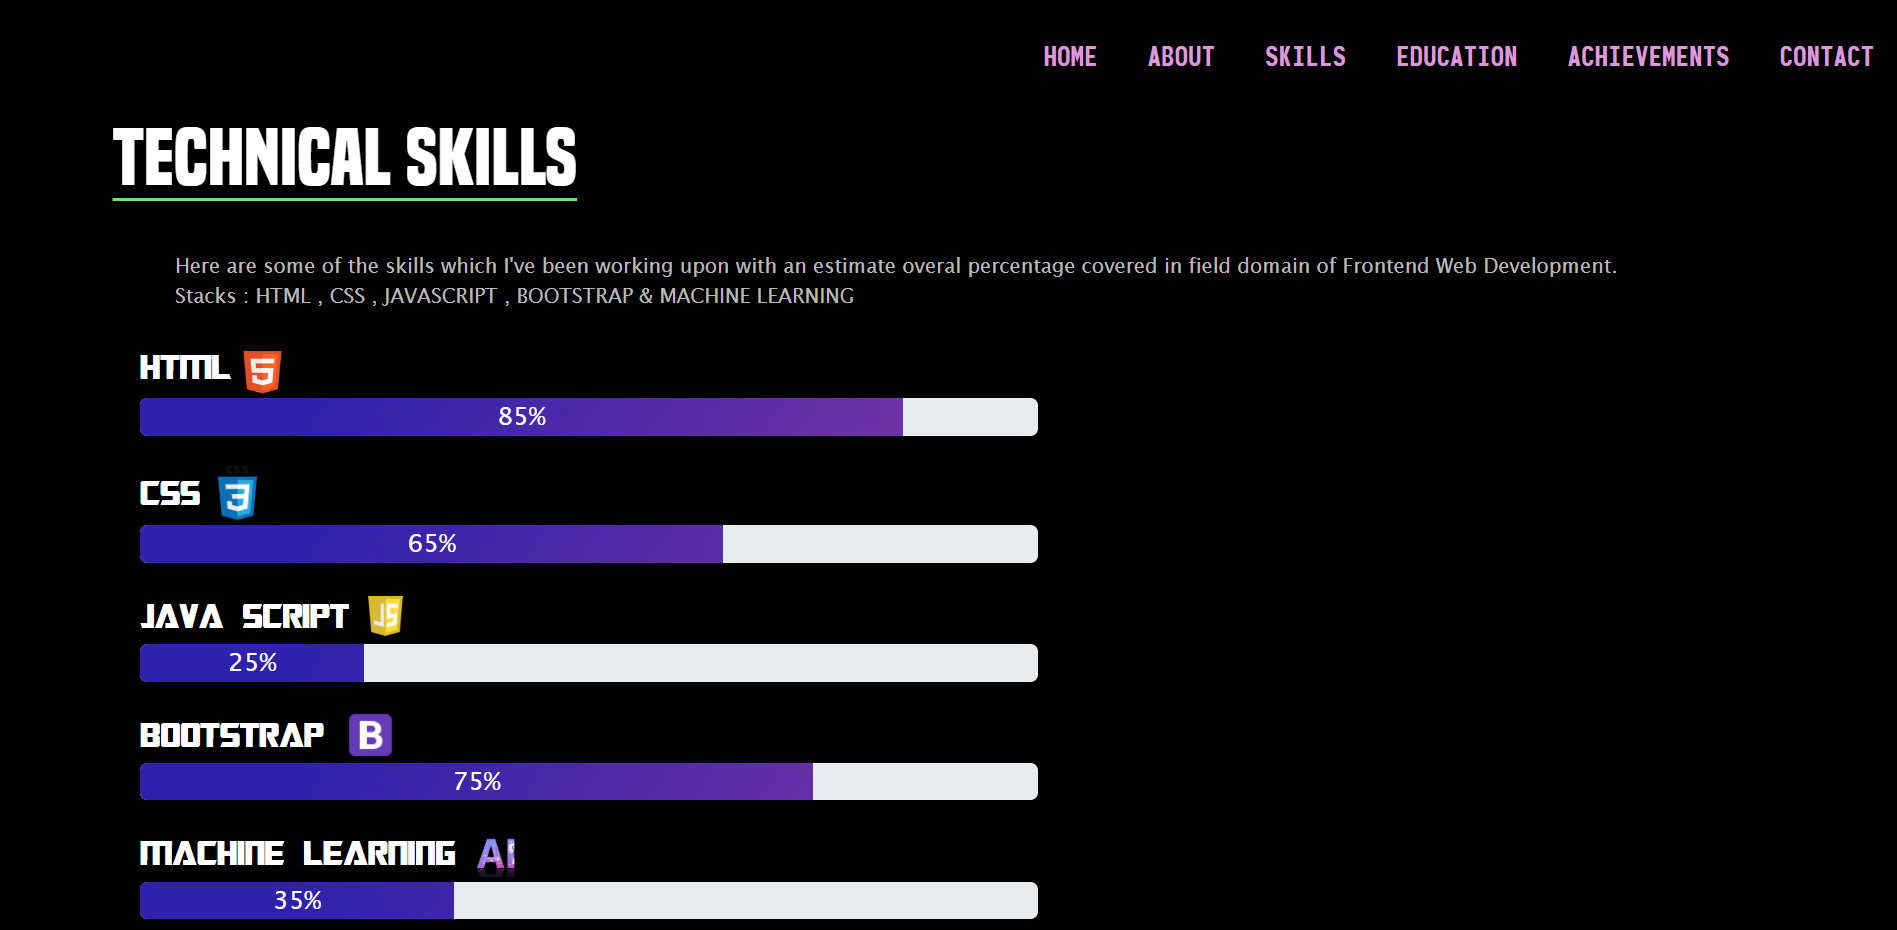 HOME ABOUT SKILLS EDUCATION ACHIEVEMENTS CONTACT
TECHNICAL SKILLS
Here are some of the skills which I've been working upon with an estimate overal percentage covered in field domain of Frontend Web Development.
Stacks : HTML , CSS , JAVASCRIPT , BOOTSTRAP & MACHINE LEARNING
HTML 5
85%
CSS
CSS 3
65%
JAVA SCRIPT JS
25%
BOOTSTRAP B
75%
MACHINE LEARNING AI
35%